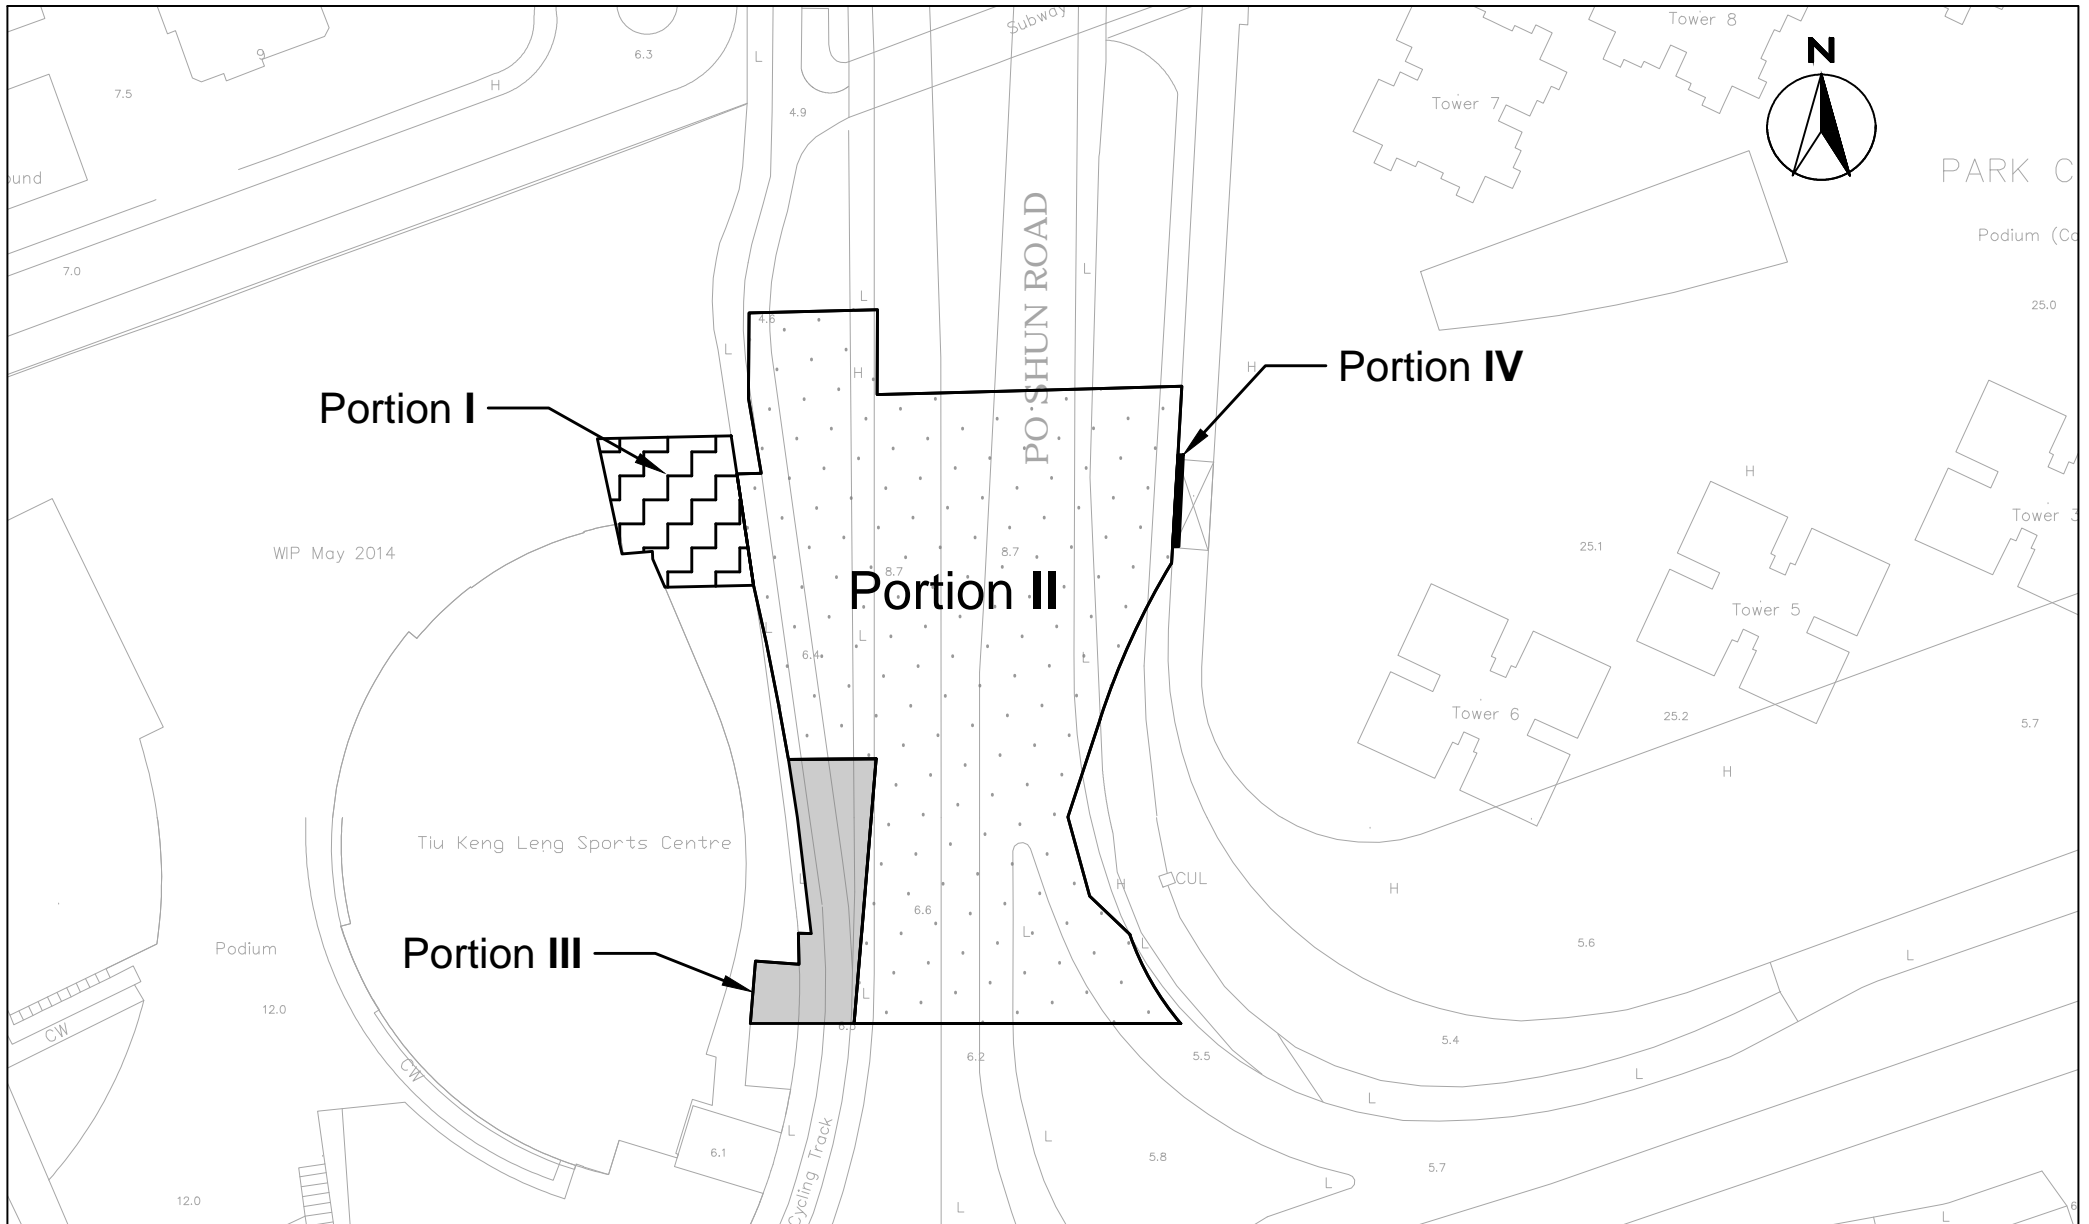 Subway
Tower 8
9
6.3
L
N
7.5
H
4.9
Tower 7
PARK C
7.0
PO SHUN ROAD
L
Podium (Co
L
25.0
4.6
L
H
H
Portion IV
Portion I
H
Tower 3
WIP May 2014
8.7
25.1
8.7
Portion II
Tower 5
L
L
6.4
L
Tower 6
25.2
5.7
H
Tiu Keng Leng Sports Centre
L
CUL
H
H
6.6
L
L
5.6
Podium
Portion III
L
L
12.0
6.3
CW
6.2
5.5
5.4
CW
L
L
Cycling Track
L
L
6.1
5.8
5.7
L
12.0
L
L